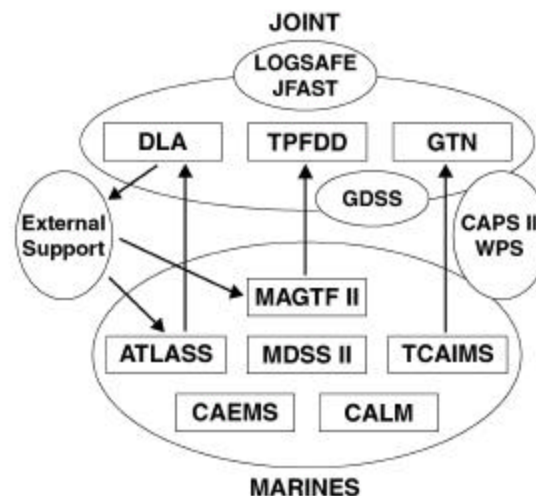 JOINT
LOGSAFE
JFAST
DLA
TPFDD
GTN
GDSS
External
Support
CAPS II
WPS
MAGTF II
ATLASS
MDSS II
TCAIMS
CAEMS
CALM
MARINES